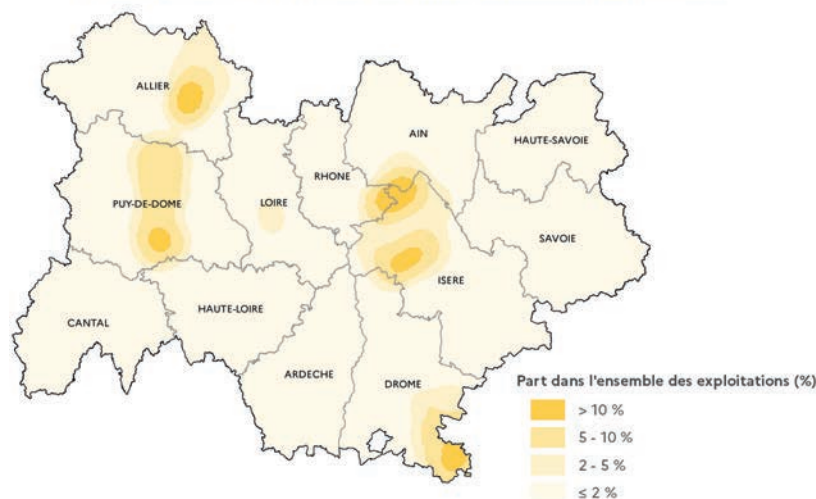 ALLIER
AIN
HAUTE-SAVOIE
RHONE
PUY-DE-DOME
LOIRE
SAVOIE
ISERE
CANTAL
HAUTE-LOIRE
ARDECHE
DROME
Part dans l'ensemble des exploitations (%)
> 10 %
5 - 10 %
2 - 5 %
≤ 2 %